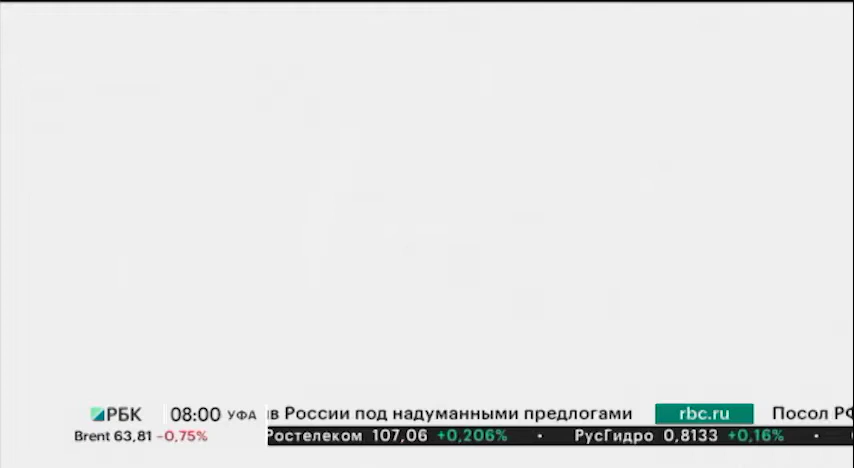 РБК 08:00 УФА в России под надуманными предлогами rbc.ru Посол РФ
Brent 63,81 -0,75% Ростелеком 107,06 +0,206% · РусГидро 0,8133 +0,16% ·